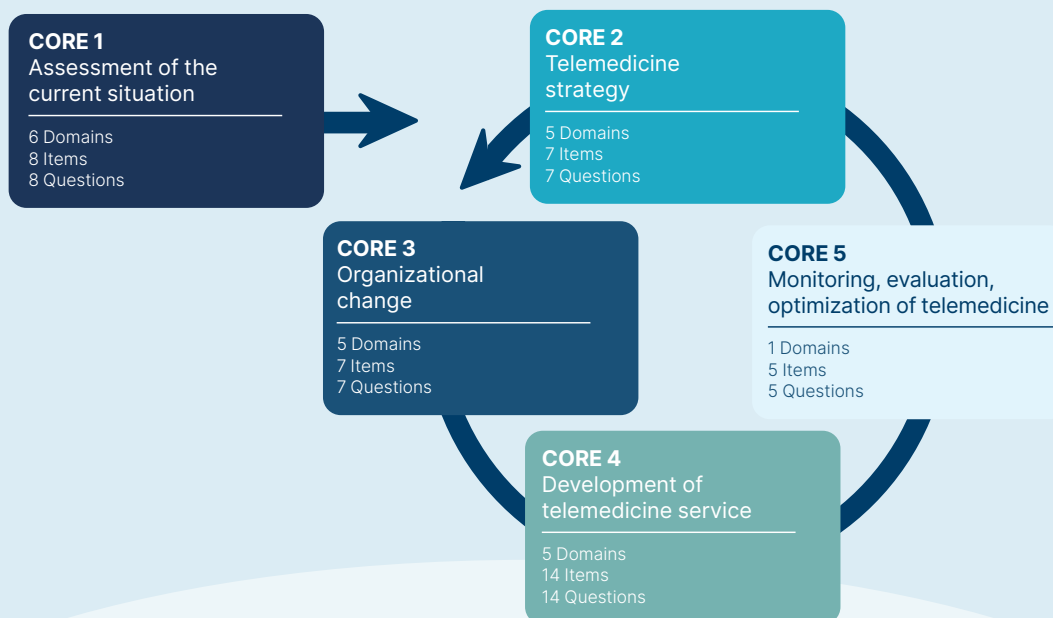 CORE 1
Assessment of the
current situation
6 Domains
8 Items
8 Questions
CORE 2
Telemedicine
strategy
5 Domains
7 Items
7 Questions
CORE 3
Organizational
change
5 Domains
7 Items
7 Questions
CORE 5
Monitoring, evaluation,
optimization of telemedicine
1 Domains
5 Items
5 Questions
CORE 4
Development of
telemedicine service
5 Domains
14 Items
14 Questions